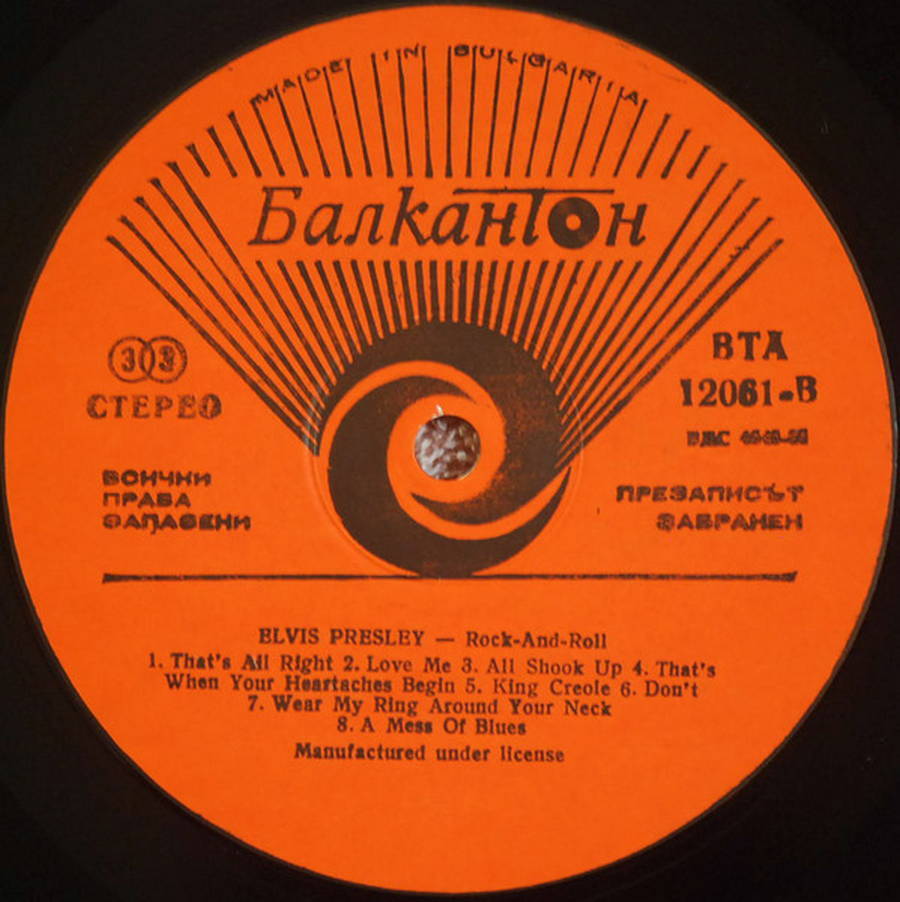 MADE IN BULGARIA
Балкантон
33
СТЕРЕО
ВТА
12061-В
ВСИЧКИ
ПРАВА
ЗАПАЗЕНИ
ПРЕЗАПИСЪТ
ЗАБРАНЕН
ELVIS PRESLEY — Rock-And-Roll
1. That's All Right 2. Love Me 3. All Shook Up 4. That's
When Your Heartaches Begin 5. King Creole 6. Don't
7. Wear My Ring Around Your Neck
8. A Mess Of Blues
Manufactured under license